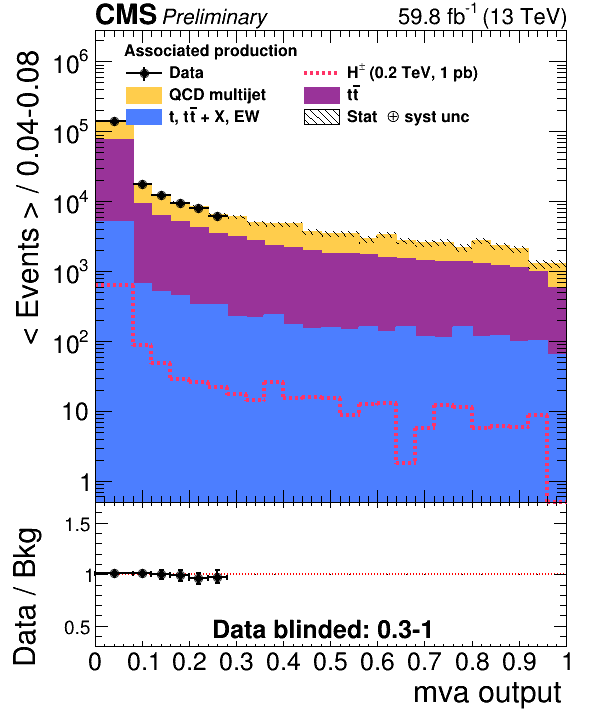 CMS Preliminary 59.8 fb⁻¹ (13 TeV)
Associated production
Data H± (0.2 TeV, 1 pb)
QCD multijet tt̄
t, tt̄ + X, EW Stat ⊕ syst unc
< Events > / 0.04-0.08
10⁶
10⁵
10⁴
10³
10²
10
1
Data / Bkg
1.5
1
0.5
Data blinded: 0.3-1
0 0.1 0.2 0.3 0.4 0.5 0.6 0.7 0.8 0.9 1
mva output